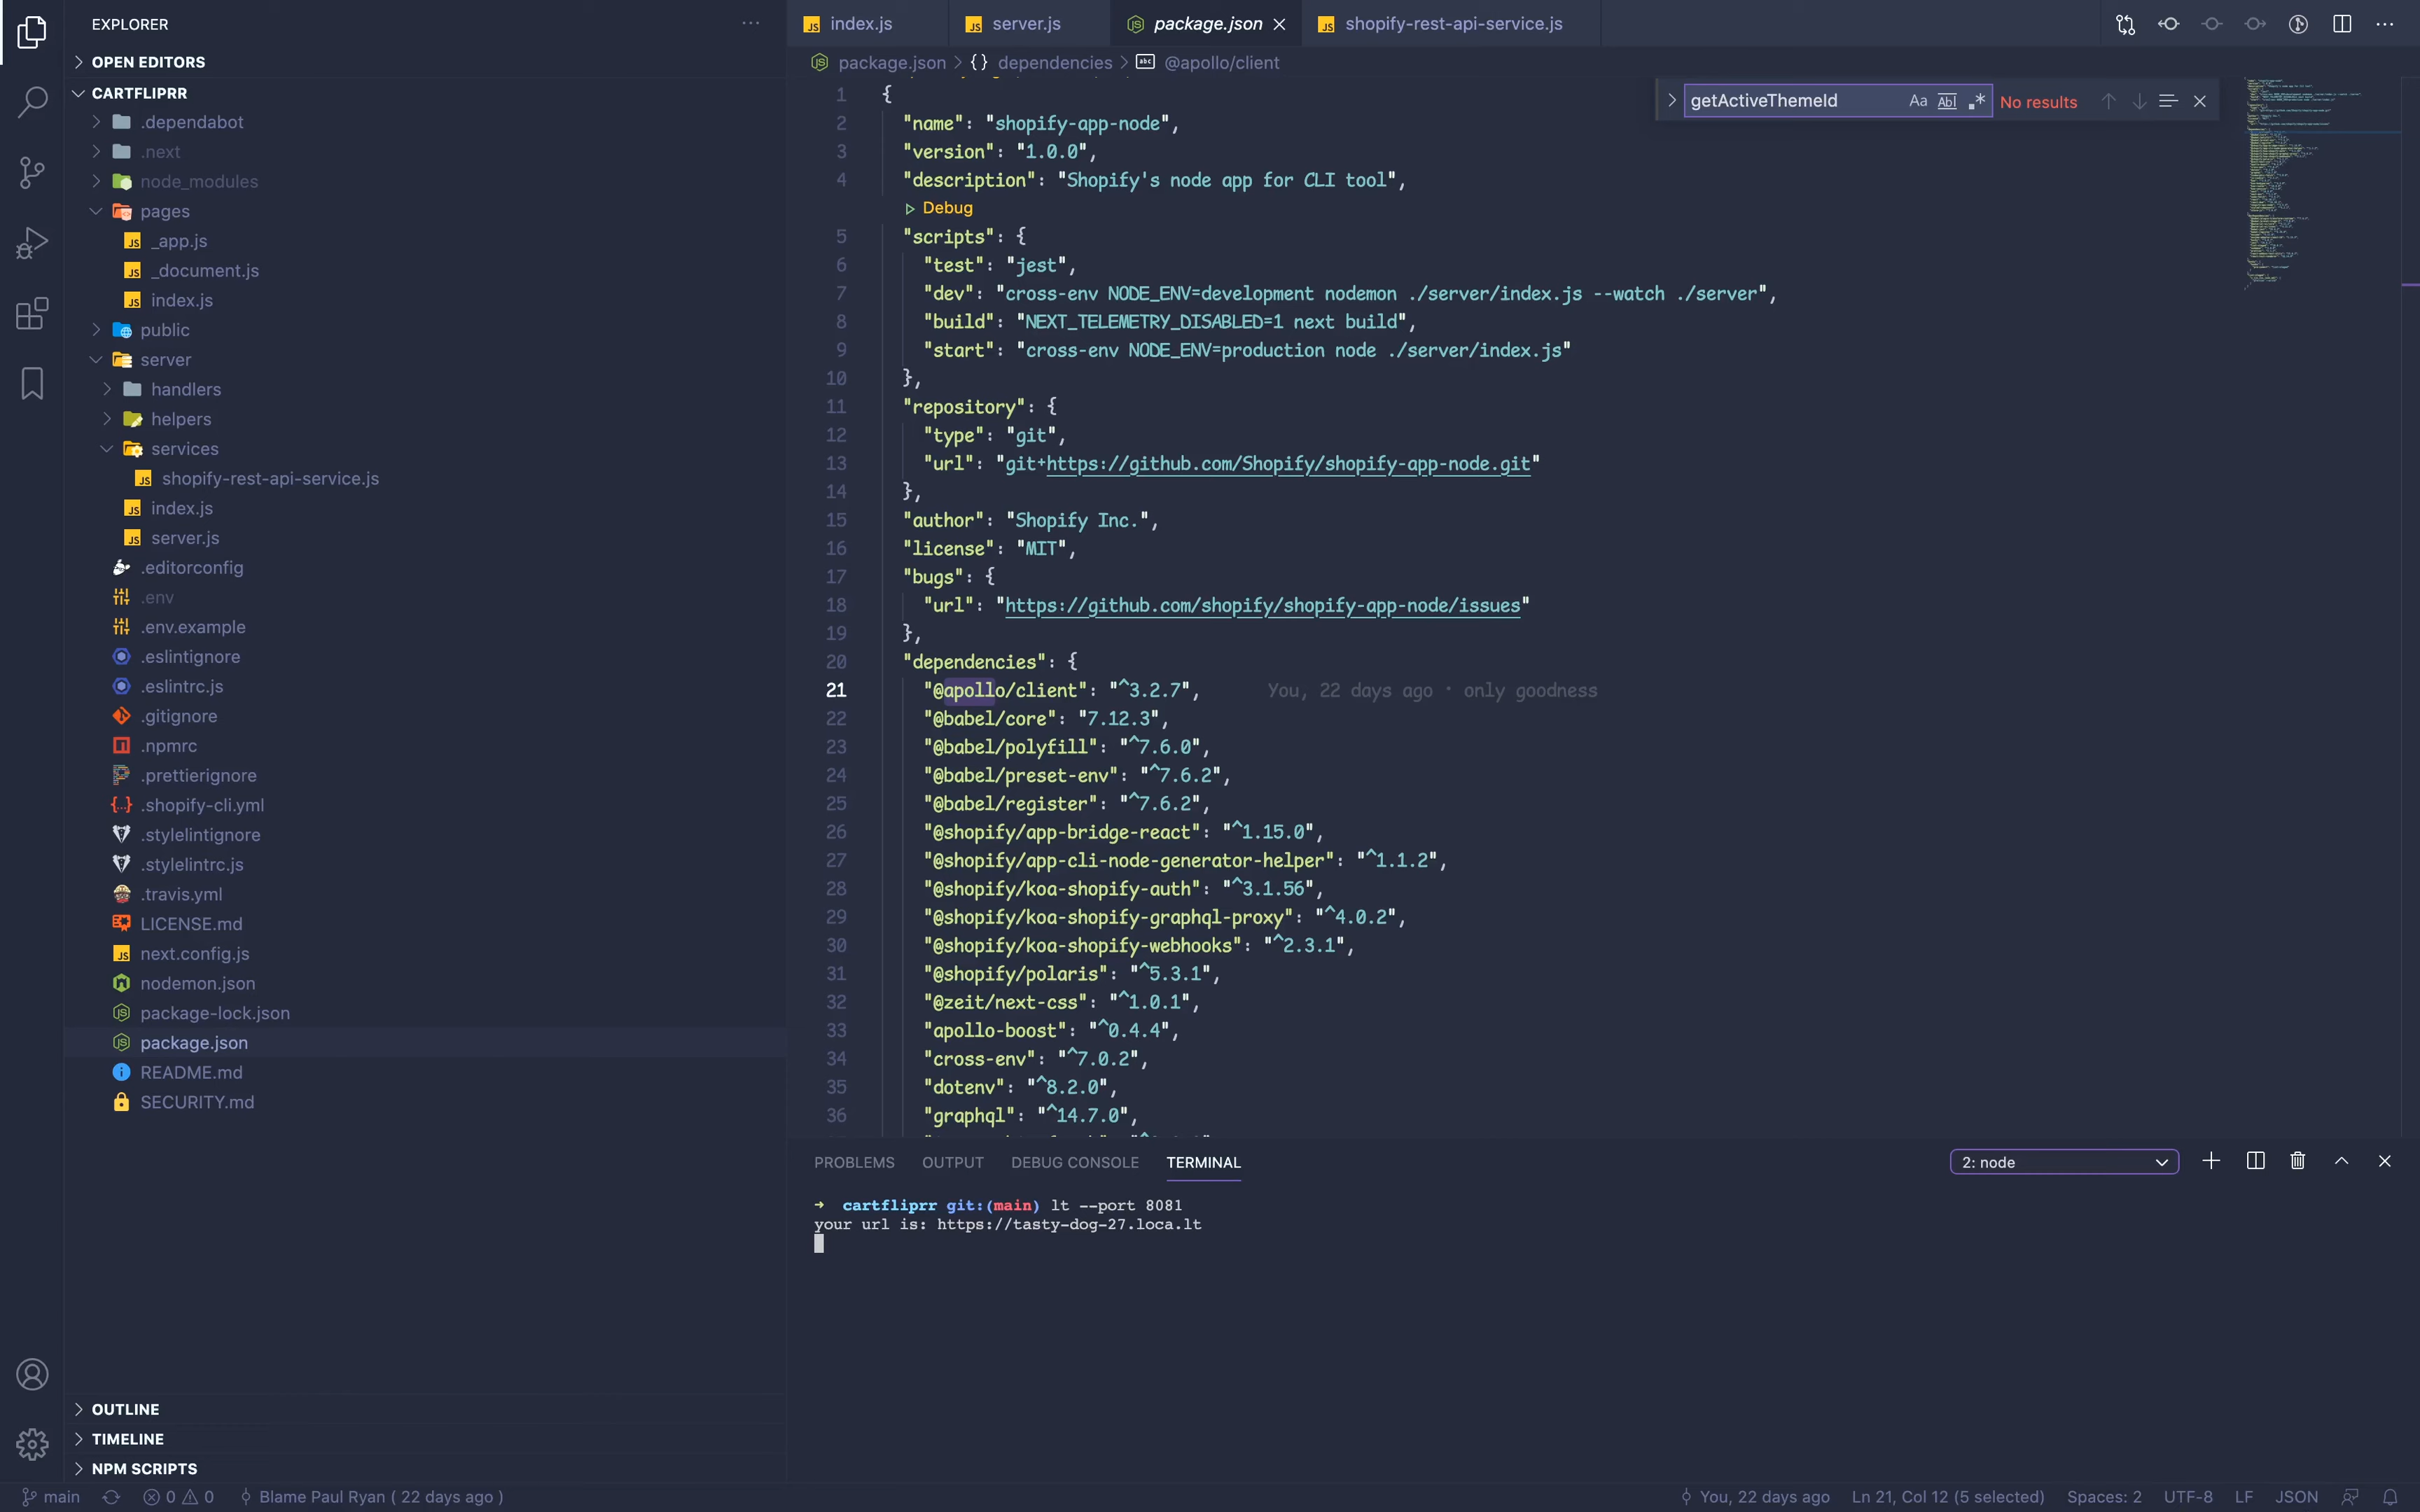 EXPLORER
OPEN EDITORS
CARTFLIPRR
.dependabot
.next
node_modules
pages
_app.js
_document.js
index.js
public
server
handlers
helpers
services
shopify-rest-api-service.js
index.js
server.js
.editorconfig
.env
.env.example
.eslintignore
.eslintrc.js
.gitignore
.npmrc
.prettierignore
.shopify-cli.yml
.stylelintignore
.stylelintrc.js
.travis.yml
LICENSE.md
next.config.js
nodemon.json
package-lock.json
package.json
README.md
SECURITY.md
OUTLINE
TIMELINE
NPM SCRIPTS
index.js server.js package.json shopify-rest-api-service.js
package.json > {} dependencies > abc @apollo/client
getActiveThemeId Aa Abl .* No results
1 {
2 "name": "shopify-app-node",
3 "version": "1.0.0",
4 "description": "Shopify's node app for CLI tool",
Debug
5 "scripts": {
6 "test": "jest",
7 "dev": "cross-env NODE_ENV=development nodemon ./server/index.js --watch ./server",
8 "build": "NEXT_TELEMETRY_DISABLED=1 next build",
9 "start": "cross-env NODE_ENV=production node ./server/index.js"
10 },
11 "repository": {
12 "type": "git",
13 "url": "git+https://github.com/Shopify/shopify-app-node.git"
14 },
15 "author": "Shopify Inc.",
16 "license": "MIT",
17 "bugs": {
18 "url": "https://github.com/shopify/shopify-app-node/issues"
19 },
20 "dependencies": {
21 "@apollo/client": "^3.2.7", You, 22 days ago • only goodness
22 "@babel/core": "7.12.3",
23 "@babel/polyfill": "^7.6.0",
24 "@babel/preset-env": "^7.6.2",
25 "@babel/register": "^7.6.2",
26 "@shopify/app-bridge-react": "^1.15.0",
27 "@shopify/app-cli-node-generator-helper": "^1.1.2",
28 "@shopify/koa-shopify-auth": "^3.1.56",
29 "@shopify/koa-shopify-graphql-proxy": "^4.0.2",
30 "@shopify/koa-shopify-webhooks": "^2.3.1",
31 "@shopify/polaris": "^5.3.1",
32 "@zeit/next-css": "^1.0.1",
33 "apollo-boost": "^0.4.4",
34 "cross-env": "^7.0.2",
35 "dotenv": "^8.2.0",
36 "graphql": "^14.7.0",
PROBLEMS OUTPUT DEBUG CONSOLE TERMINAL 2: node
➜ cartfliprr git:(main) lt --port 8081
your url is: https://tasty-dog-27.loca.lt
main 0 0 Blame Paul Ryan ( 22 days ago ) You, 22 days ago Ln 21, Col 12 (5 selected) Spaces: 2 UTF-8 LF JSON